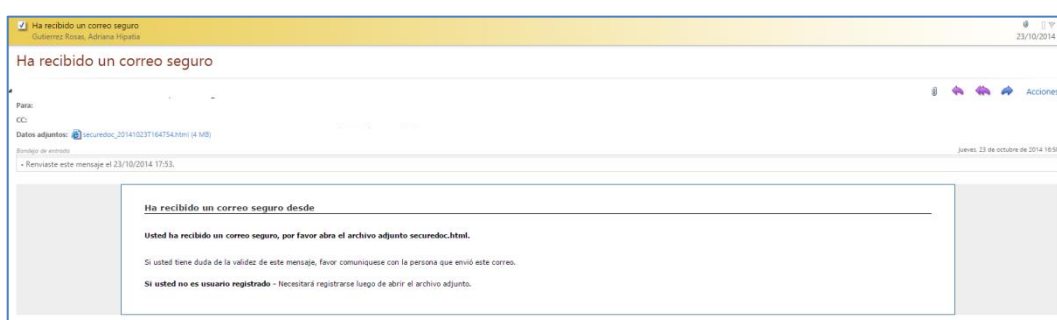 Ha recibido un correo seguro
Gutierrez Rosas, Adriana Hipatia
23/10/2014
Ha recibido un correo seguro
Acciones
Para:
CC:
Datos adjuntos: securedoc_20141023T164754.html (4 MB)
Bandeja de entrada
jueves, 23 de octubre de 2014 16:5
• Renviaste este mensaje el 23/10/2014 17:53.
Ha recibido un correo seguro desde
Usted ha recibido un correo seguro, por favor abra el archivo adjunto securedoc.html.
Si usted tiene duda de la validez de este mensaje, favor comuniquese con la persona que envió este correo.
Si usted no es usuario registrado - Necesitará registrarse luego de abrir el archivo adjunto.